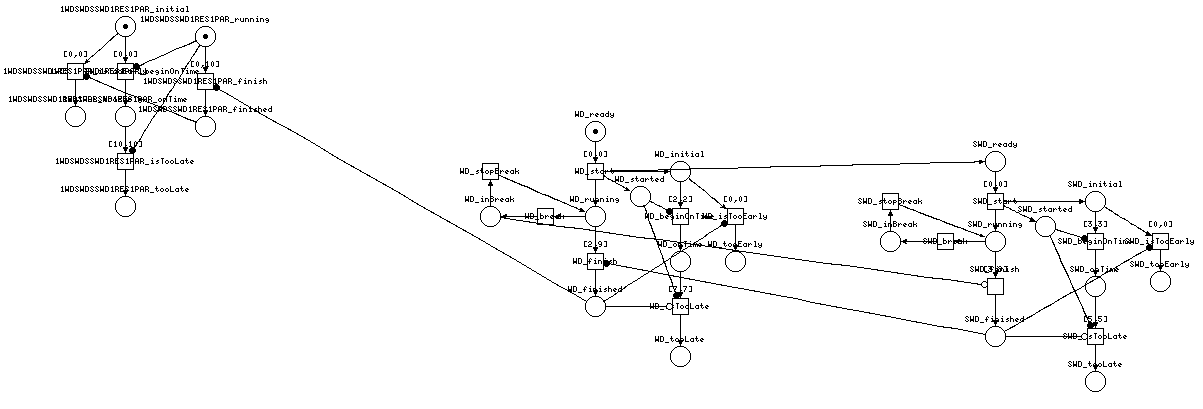 1WDSWDSSWD1RES1PAR_initial
1WDSWDSSWD1RES1PAR_running
[0,0]
[0,0]
[0,10]
1WDSWDSSWD1RES1PAR_finish
1WDSWDSSWD1RES1PAR_finished
[10,10]
1WDSWDSSWD1RES1PAR_isTooLate
1WDSWDSSWD1RES1PAR_tooLate
WD_ready
[0,0]
WD_start
WD_initial
WD_stopBreak
WD_started
WD_inBreak
WD_running
[2,2]
[0,0]
WD_break
WD_beginOnTime
WD_isTooEarly
[2,9]
WD_onTime
WD_tooEarly
WD_finish
WD_finished
[7,7]
WD_isTooLate
WD_tooLate
SWD_ready
[0,0]
SWD_initial
SWD_stopBreak
SWD_start
SWD_started
SWD_inBreak
SWD_running
[3,3]
[0,0]
SWD_break
SWD_beginOnTime
SWD_isTooEarly
SWD_tooEarly
SWD_finish
SWD_onTime
SWD_finished
[5,5]
SWD_isTooLate
SWD_tooLate